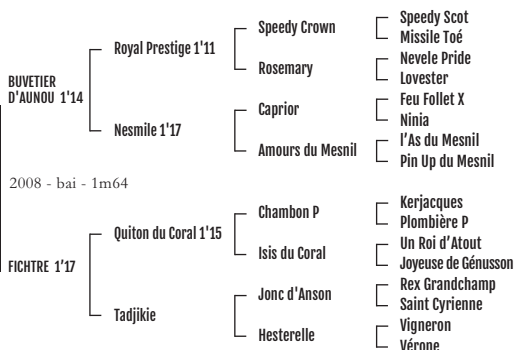 BUVETIER
D'AUNOU 1'14
Royal Prestige 1'11
Speedy Crown
Speedy Scot
Missile Toé
Rosemary
Nevele Pride
Lovester
Nesmile 1'17
Caprior
Feu Follet X
Ninia
Amours du Mesnil
l'As du Mesnil
Pin Up du Mesnil
2008 - bai - 1m64
FICHTRE 1'17
Quiton du Coral 1'15
Chambon P
Kerjacques
Plombière P
Isis du Coral
Un Roi d'Atout
Joyeuse de Génusson
Tadjikie
Jonc d'Anson
Rex Grandchamp
Saint Cyrienne
Hesterelle
Vigneron
Vérone